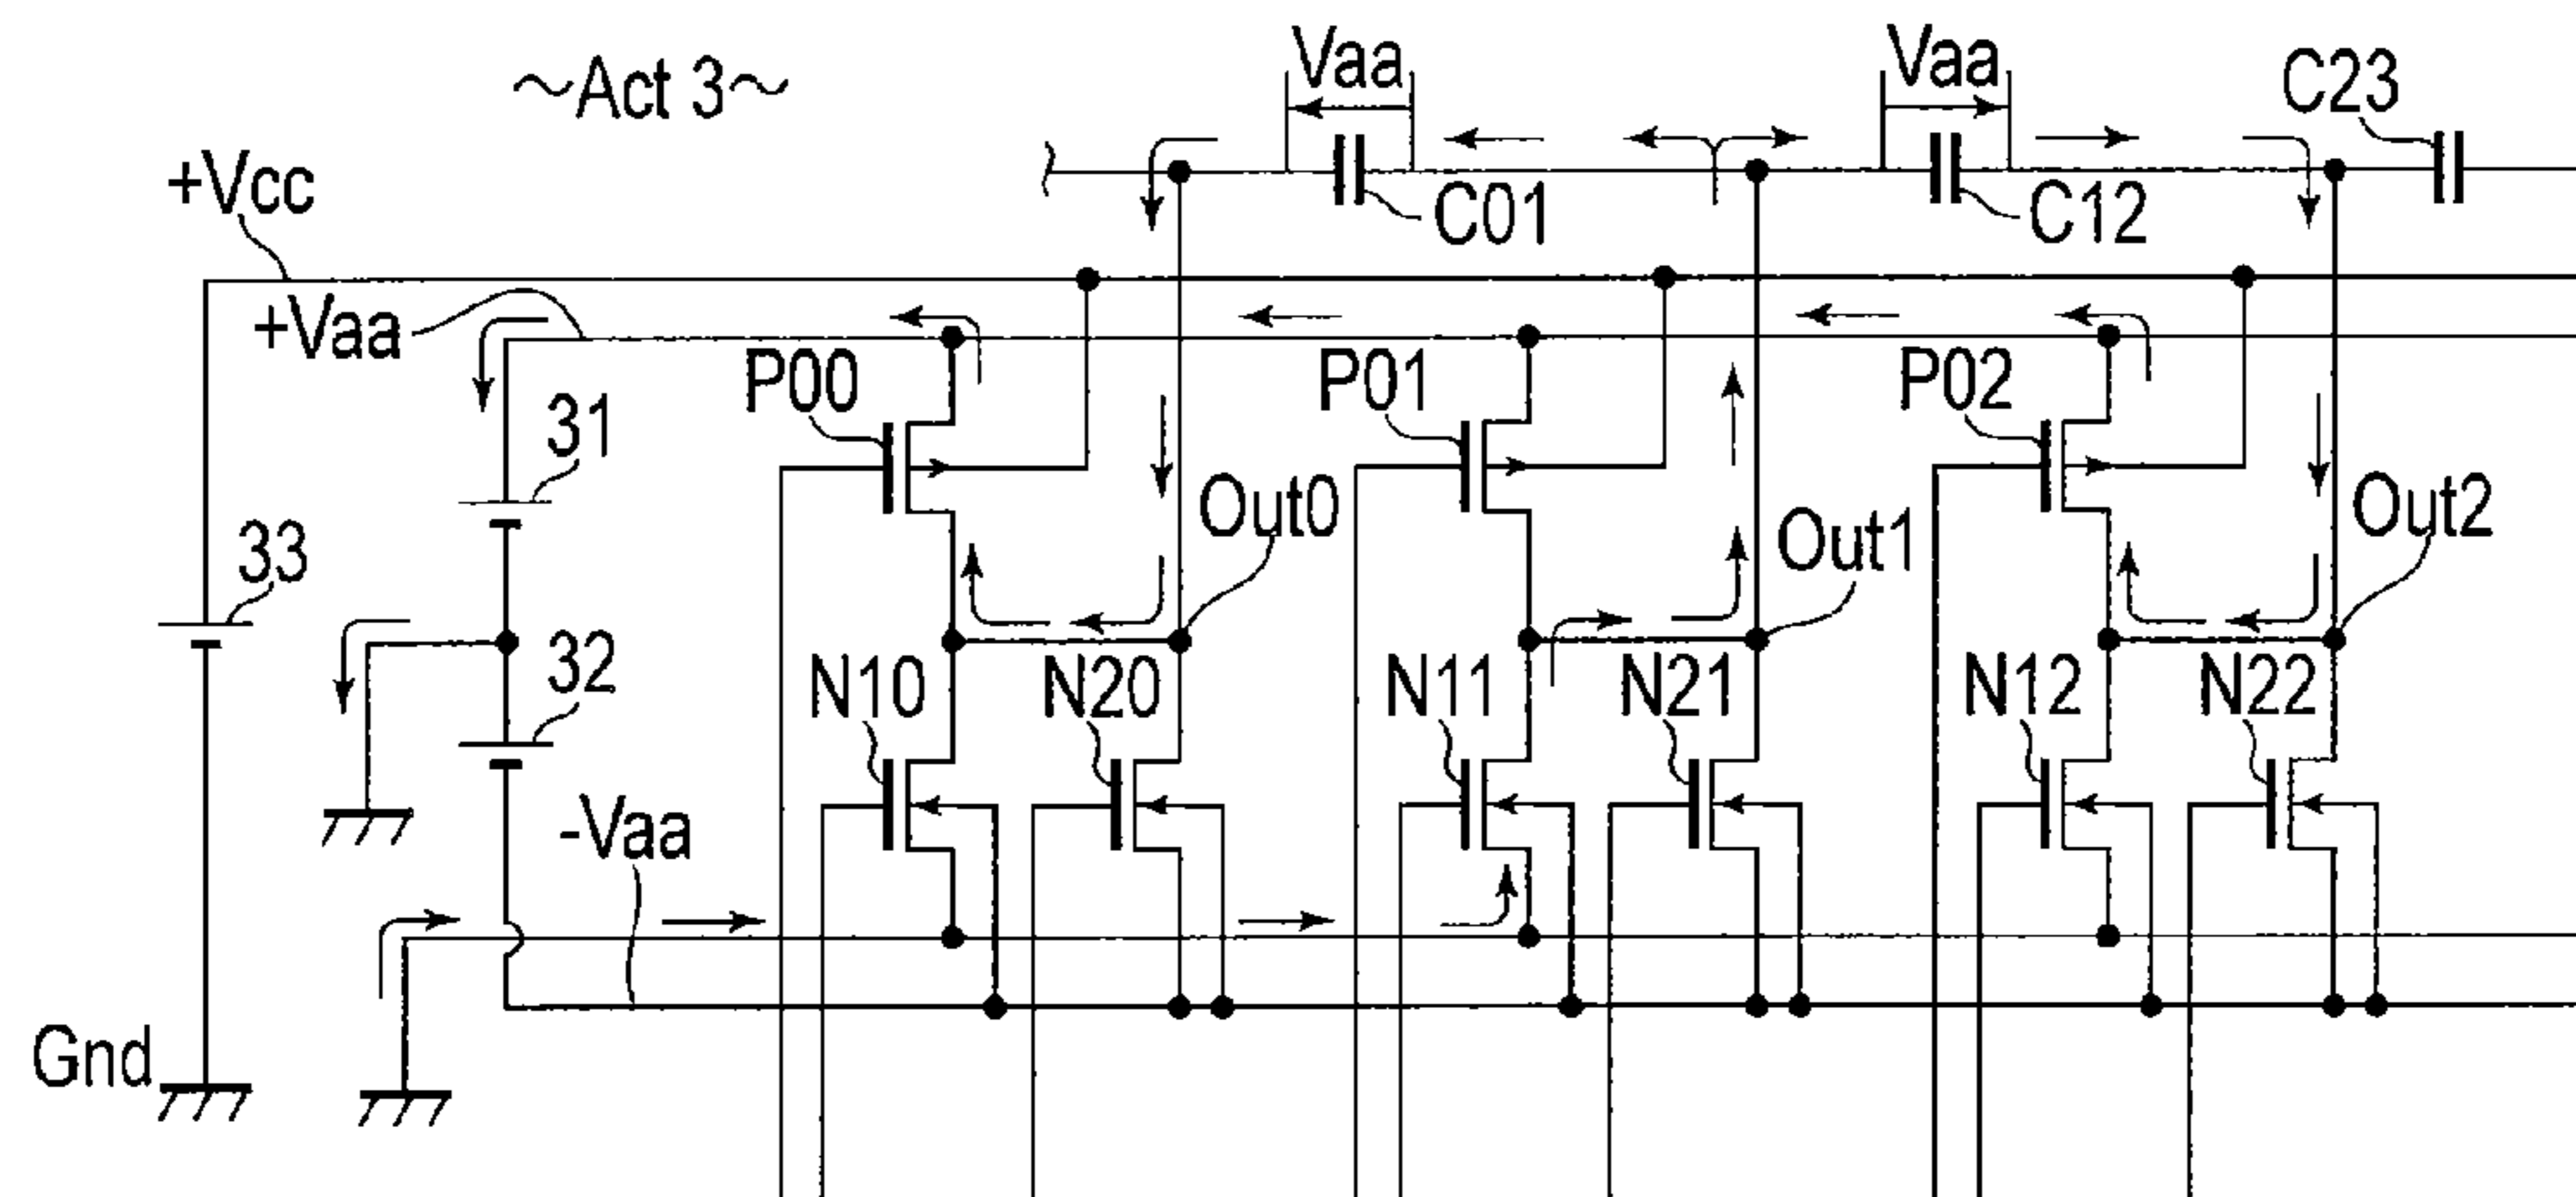 ~Act 3~
Vaa
Vaa
C23
+Vcc
C01
C12
+Vaa
P00
P01
P02
31
Out0
Out1
Out2
33
32
N10
N20
N11
N21
N12
N22
-Vaa
Gnd